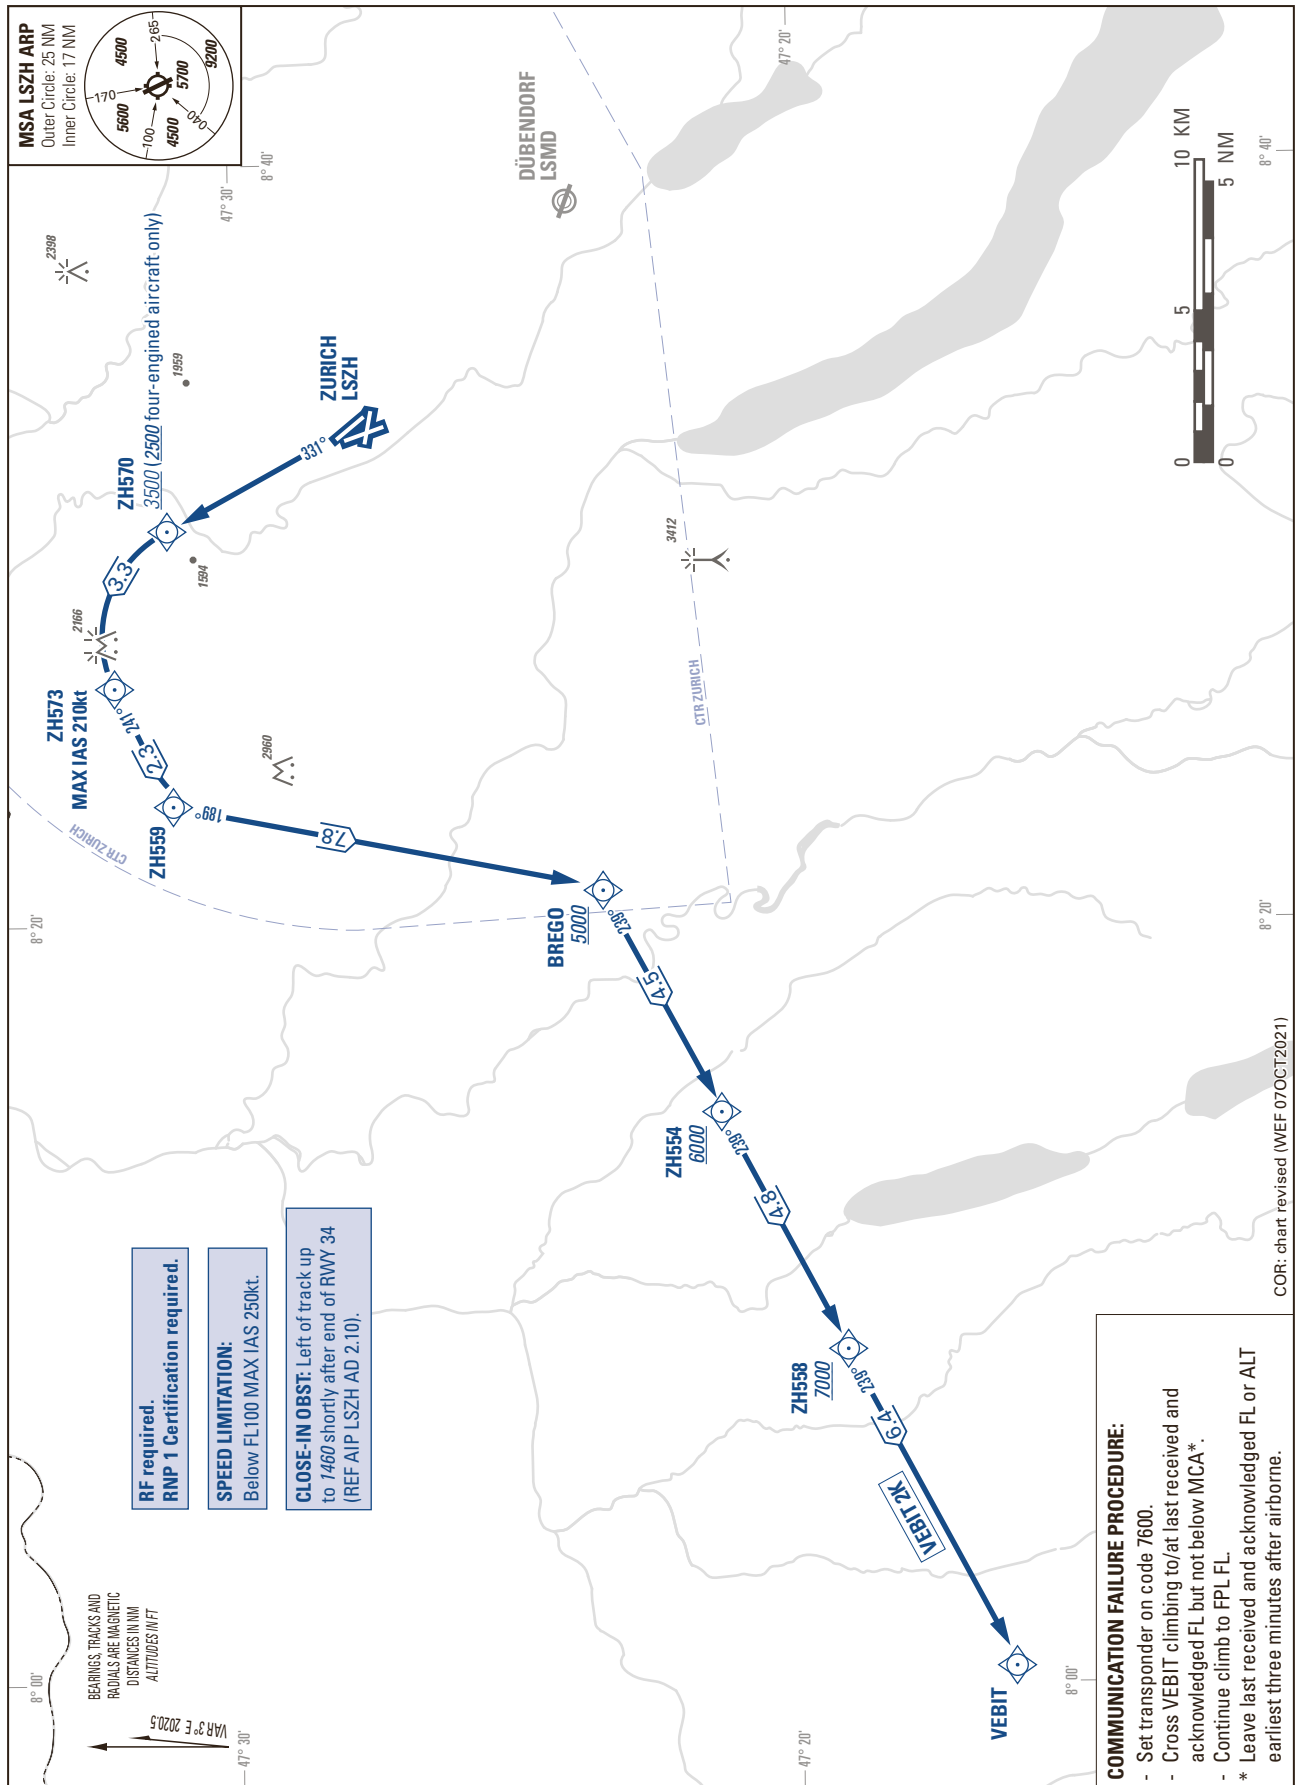 MSA LSZH ARP
Outer Circle: 25 NM
Inner Circle: 17 NM
170
265
100
040
4500
5600
4500
5700
9200
8° 40'
47° 30'
47° 20'
8° 40'
2398
1959
DÜBENDORF
LSMD
ZURICH
LSZH
331°
ZH570
3500 (2500 four-engined aircraft only)
1594
3.3
2166
ZH573
MAX IAS 210kt
241°
2.3
ZH559
189°
2960
7.8
3412
CTR ZURICH
CTR ZURICH
8° 20'
8° 20'
BREGO
5000
239°
4.5
ZH554
6000
239°
4.8
ZH558
7000
239°
6.4
VEBIT 2K
VEBIT
0 5 10 KM
0 5 NM
RF required.
RNP 1 Certification required.
SPEED LIMITATION:
Below FL100 MAX IAS 250kt.
CLOSE-IN OBST: Left of track up
to 1460 shortly after end of RWY 34
(REF AIP LSZH AD 2.10).
BEARINGS, TRACKS AND
RADIALS ARE MAGNETIC
DISTANCES IN NM
ALTITUDES IN FT
VAR 3° E 2020.5
8° 00'
47° 30'
47° 20'
8° 00'
COMMUNICATION FAILURE PROCEDURE:
- Set transponder on code 7600.
- Cross VEBIT climbing to/at last received and
acknowledged FL but not below MCA*.
- Continue climb to FPL FL.
* Leave last received and acknowledged FL or ALT
earliest three minutes after airborne.
COR: chart revised (WEF 07OCT2021)